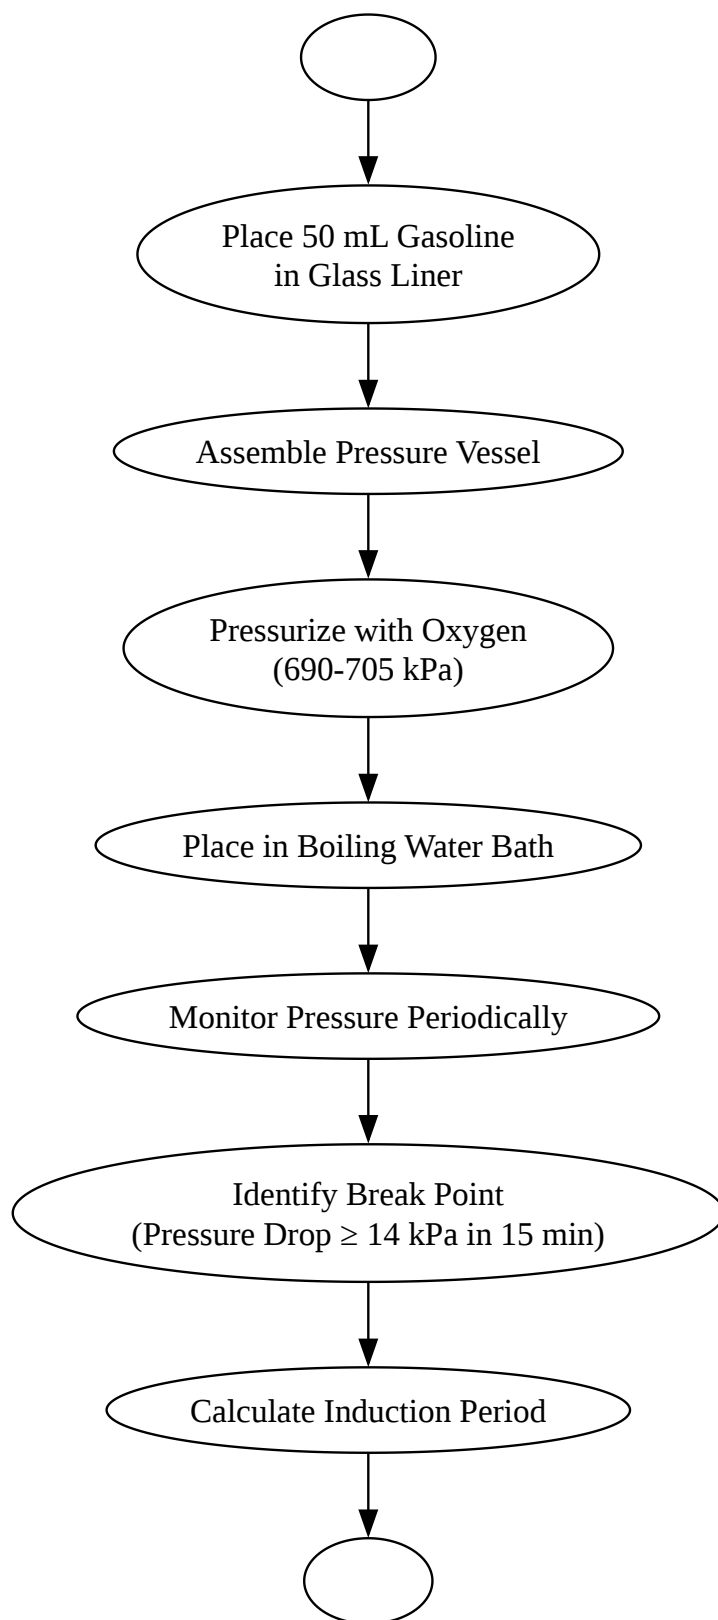 Place 50 mL Gasoline
in Glass Liner
Assemble Pressure Vessel
Pressurize with Oxygen
(690-705 kPa)
Place in Boiling Water Bath
Monitor Pressure Periodically
Identify Break Point
(Pressure Drop ≥ 14 kPa in 15 min)
Calculate Induction Period